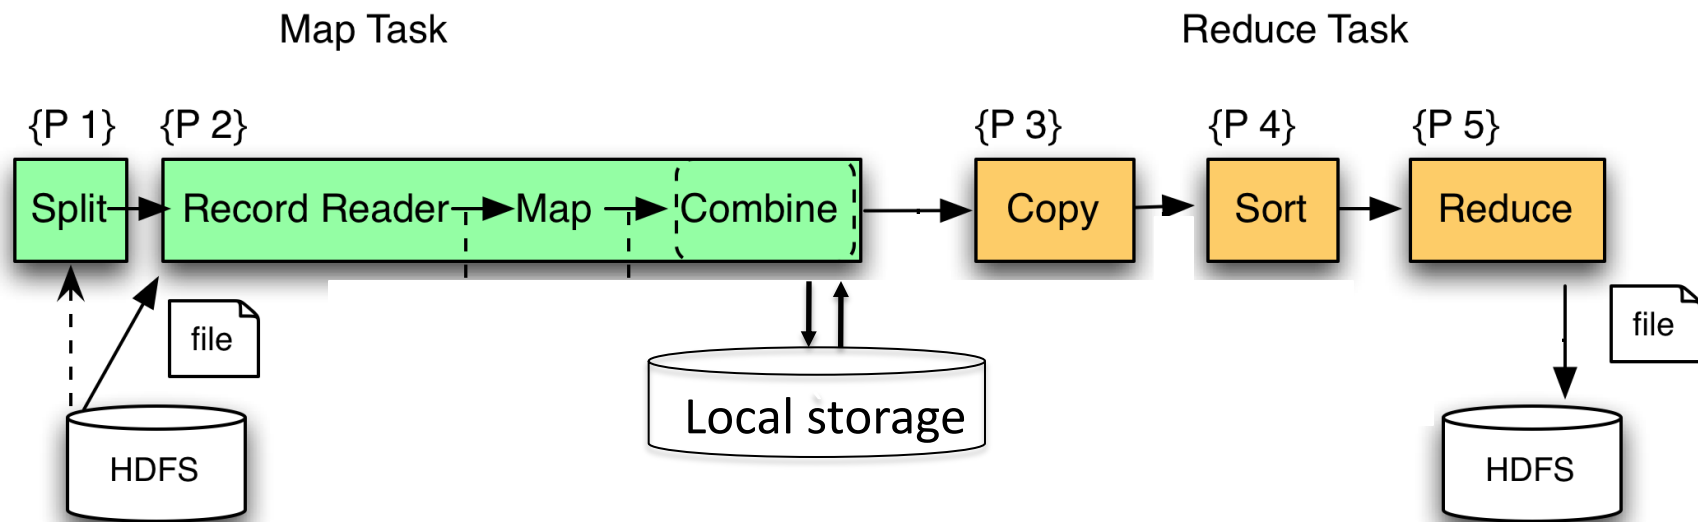 Map Task
Reduce Task
{P 1}
{P 2}
{P 3}
{P 4}
{P 5}
Split
Record Reader
Map
Combine
Copy
Sort
Reduce
file
file
Local storage
HDFS
HDFS